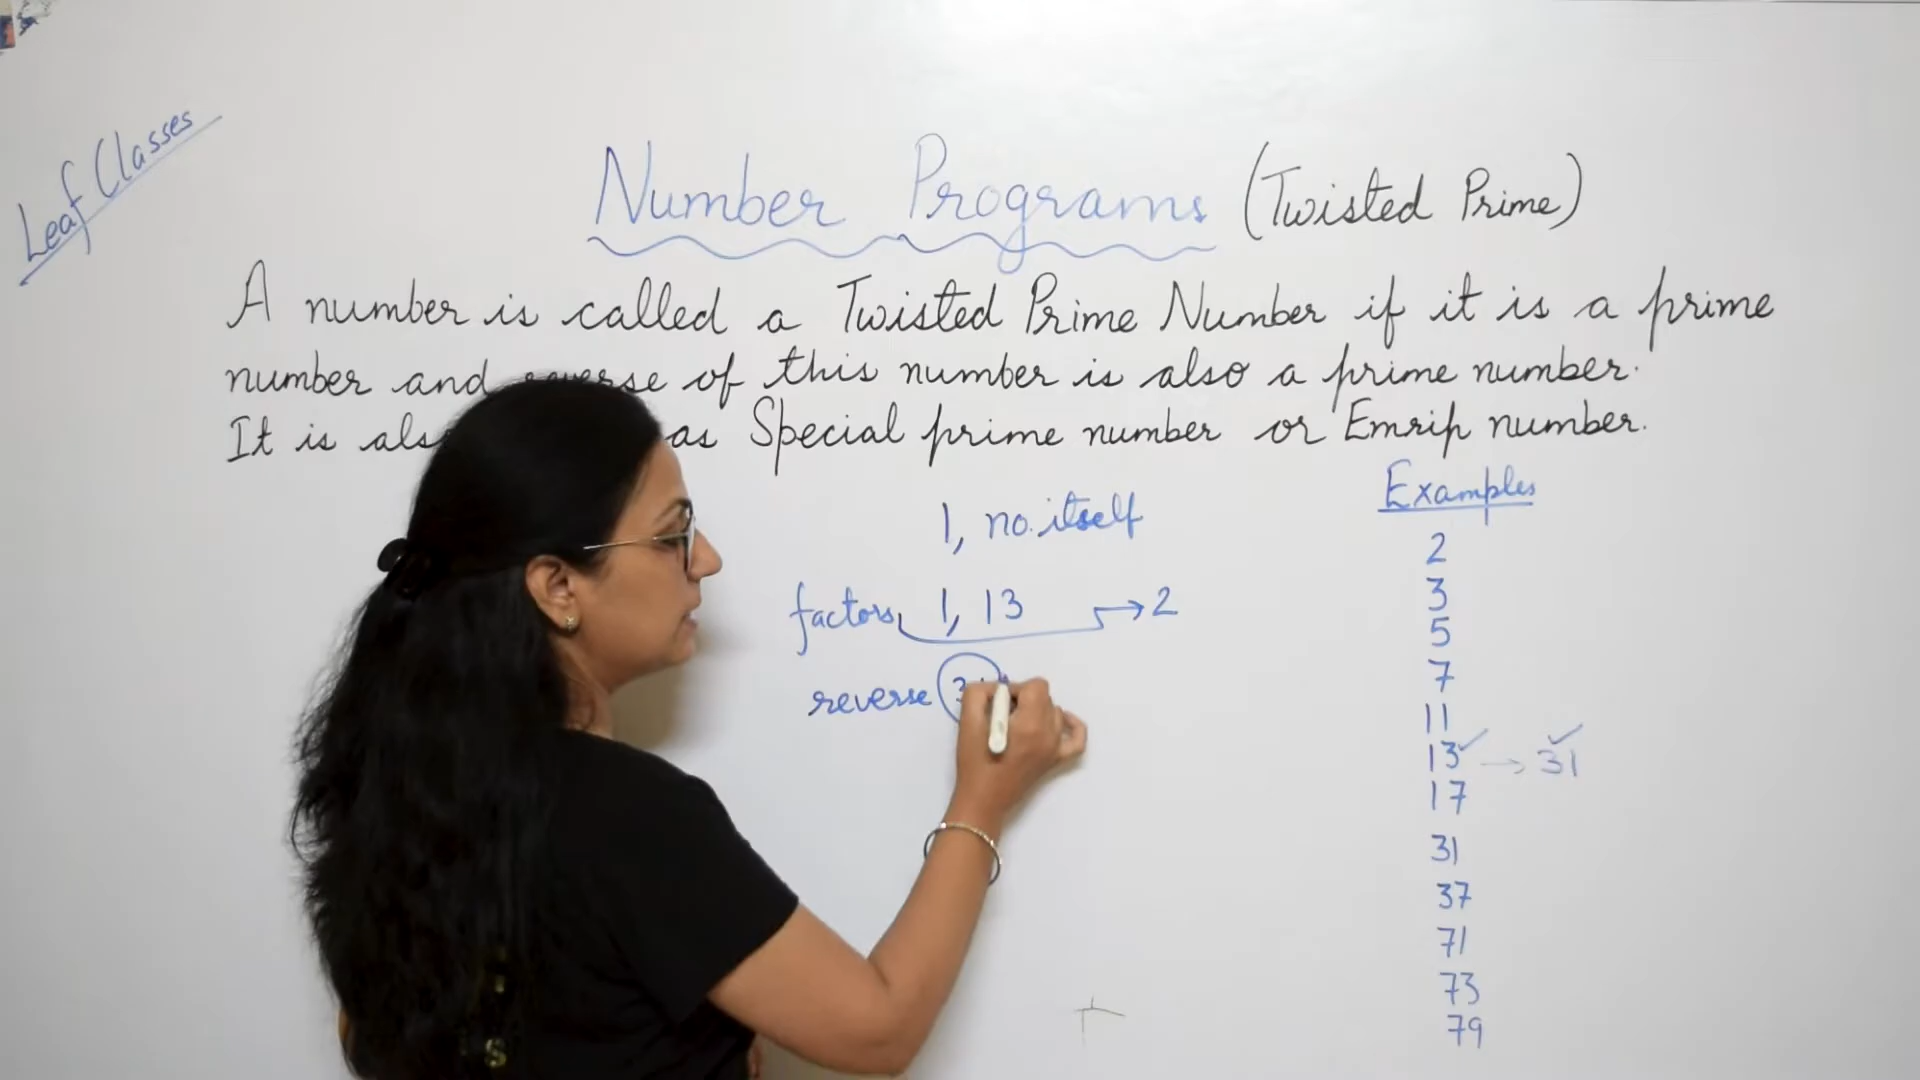 Leaf Classes
Number Programs (Twisted Prime)
A number is called a Twisted Prime Number if it is a prime
number and reverse of this number is also a prime number.
It is also as Special prime number or Emrip number.
1, no. itself
factors 1, 13 → 2
reverse 31
Examples
2
3
5
7
11
13✓ → 31✓
17
31
37
71
73
79